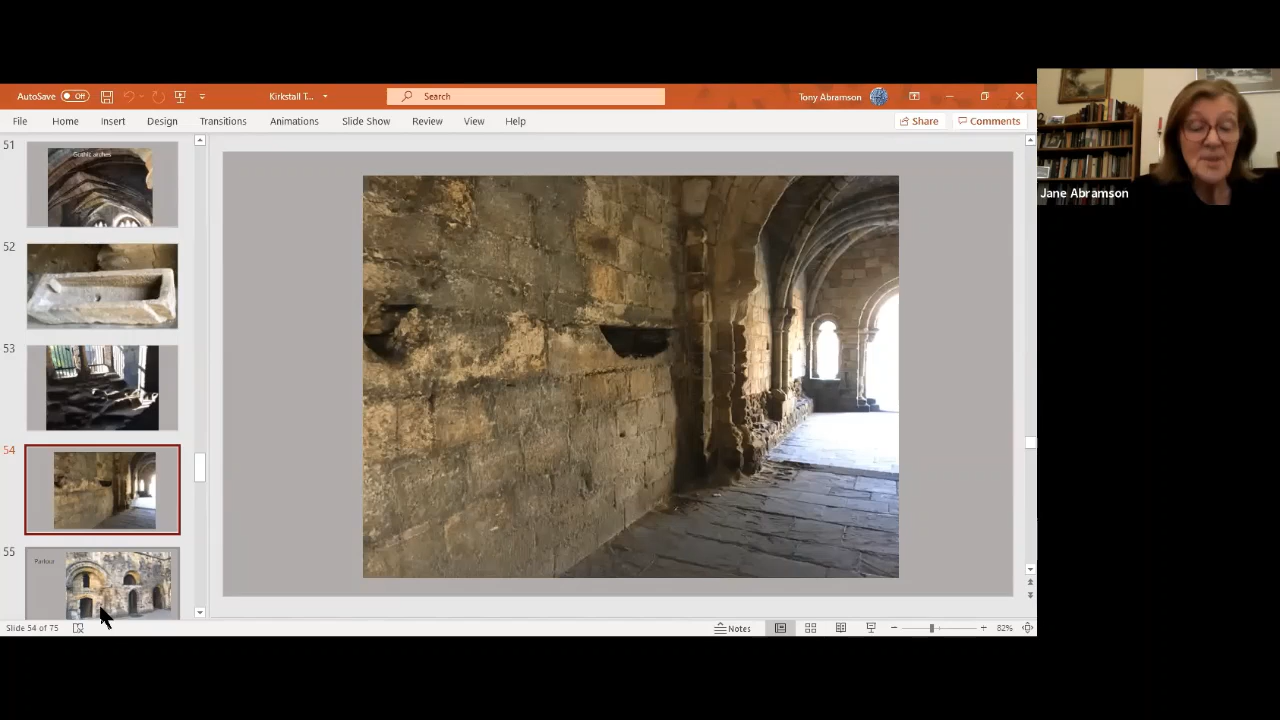 AutoSave Off Kirkstall T... Search Tony Abramson
File Home Insert Design Transitions Animations Slide Show Review View Help Share Comments
51
Gothic arches
52
53
54
55
Parlour
Jane Abramson
Slide 54 of 75 Notes 82%